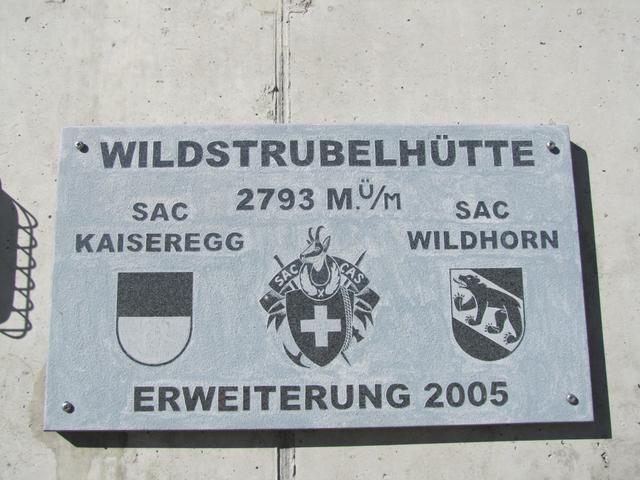 WILDSTRUBELHÜTTE
2793 M.Ü/M
SAC
KAISEREGG
SAC
WILDHORN
SAC CAS
ERWEITERUNG 2005